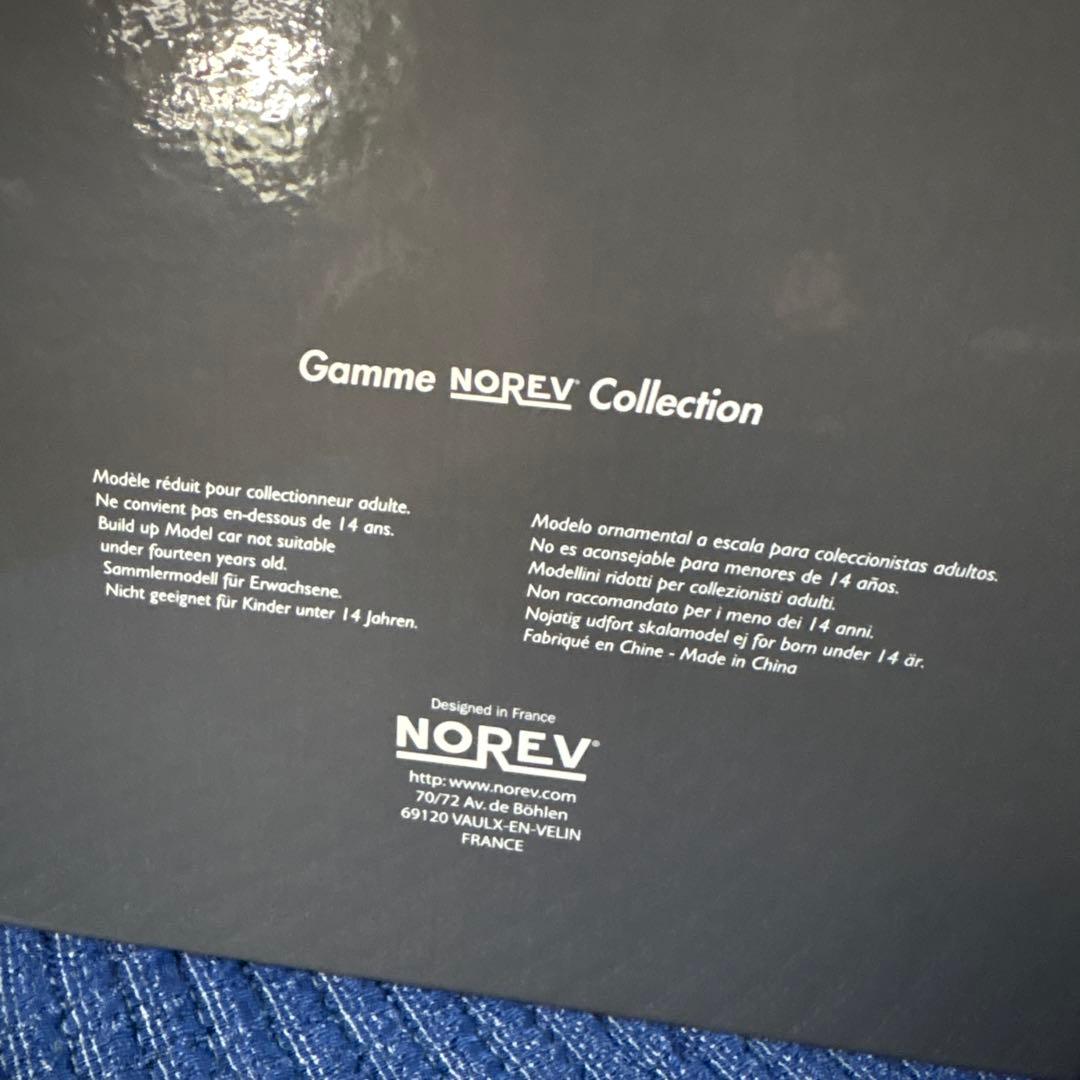 Gamme NOREV® Collection
Modèle réduit pour collectionneur adulte.
Ne convient pas en-dessous de 14 ans.
Build up Model car not suitable
under fourteen years old.
Sammlermodell für Erwachsene.
Nicht geeignet für Kinder unter 14 Jahren.
Modelo ornamental a escala para coleccionistas adultos.
No es aconsejable para menores de 14 años.
Modellini ridotti per collezionisti adulti.
Non raccomandato per i meno dei 14 anni.
Nojatig udfort skalamodel ej for born under 14 är.
Fabriqué en Chine - Made in China
Designed in France
NOREV®
http: www.norev.com
70/72 Av. de Böhlen
69120 VAULX-EN-VELIN
FRANCE